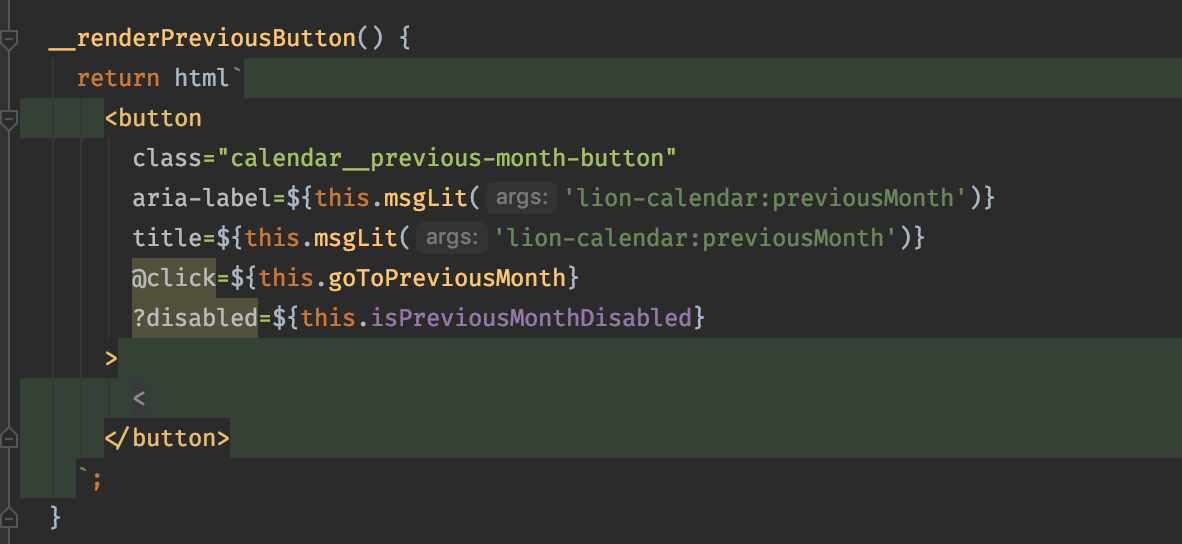 __renderPreviousButton() {
return html`
<button
class="calendar__previous-month-button"
aria-label=${this.msgLit( args: 'lion-calendar:previousMonth')}
title=${this.msgLit( args: 'lion-calendar:previousMonth')}
@click=${this.goToPreviousMonth}
?disabled=${this.isPreviousMonthDisabled}
>
<
</button>
`;
}